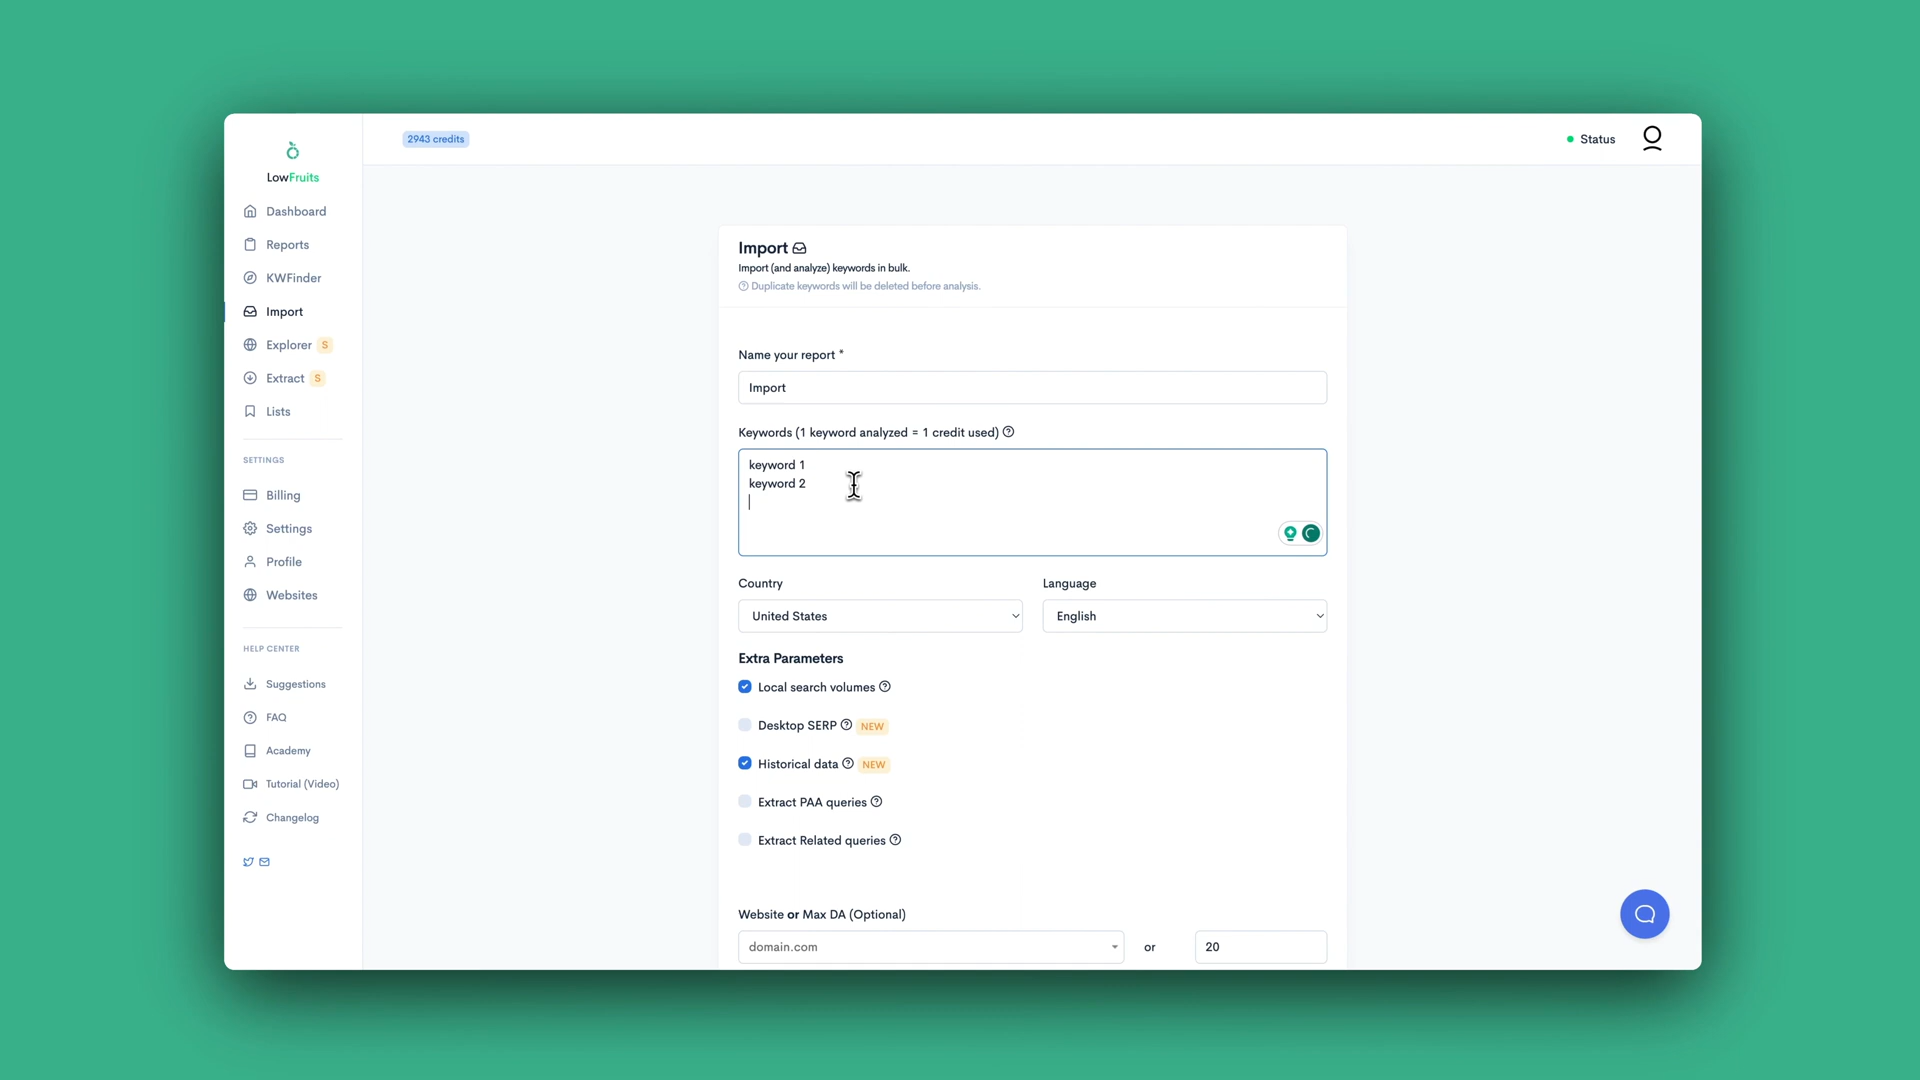 2943 credits
Status
LowFruits
Dashboard
Reports
KWFinder
Import
Explorer S
Extract S
Lists
SETTINGS
Billing
Settings
Profile
Websites
HELP CENTER
Suggestions
FAQ
Academy
Tutorial (Video)
Changelog
Import
Import (and analyze) keywords in bulk.
Duplicate keywords will be deleted before analysis.
Name your report *
Import
Keywords (1 keyword analyzed = 1 credit used)
keyword 1
keyword 2
Country
Language
United States
English
Extra Parameters
Local search volumes
Desktop SERP NEW
Historical data NEW
Extract PAA queries
Extract Related queries
Website or Max DA (Optional)
domain.com
or
20